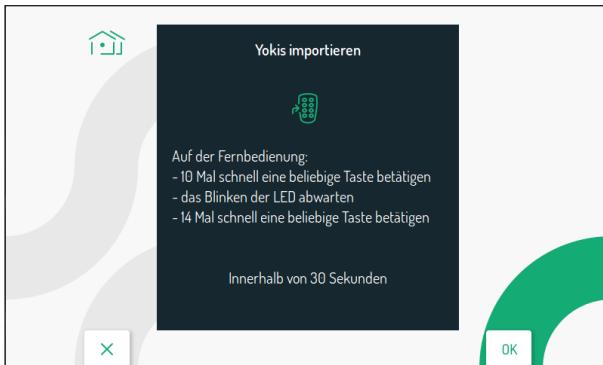 Yokis importieren
Auf der Fernbedienung:
- 10 Mal schnell eine beliebige Taste betätigen
- das Blinken der LED abwarten
- 14 Mal schnell eine beliebige Taste betätigen
Innerhalb von 30 Sekunden
OK